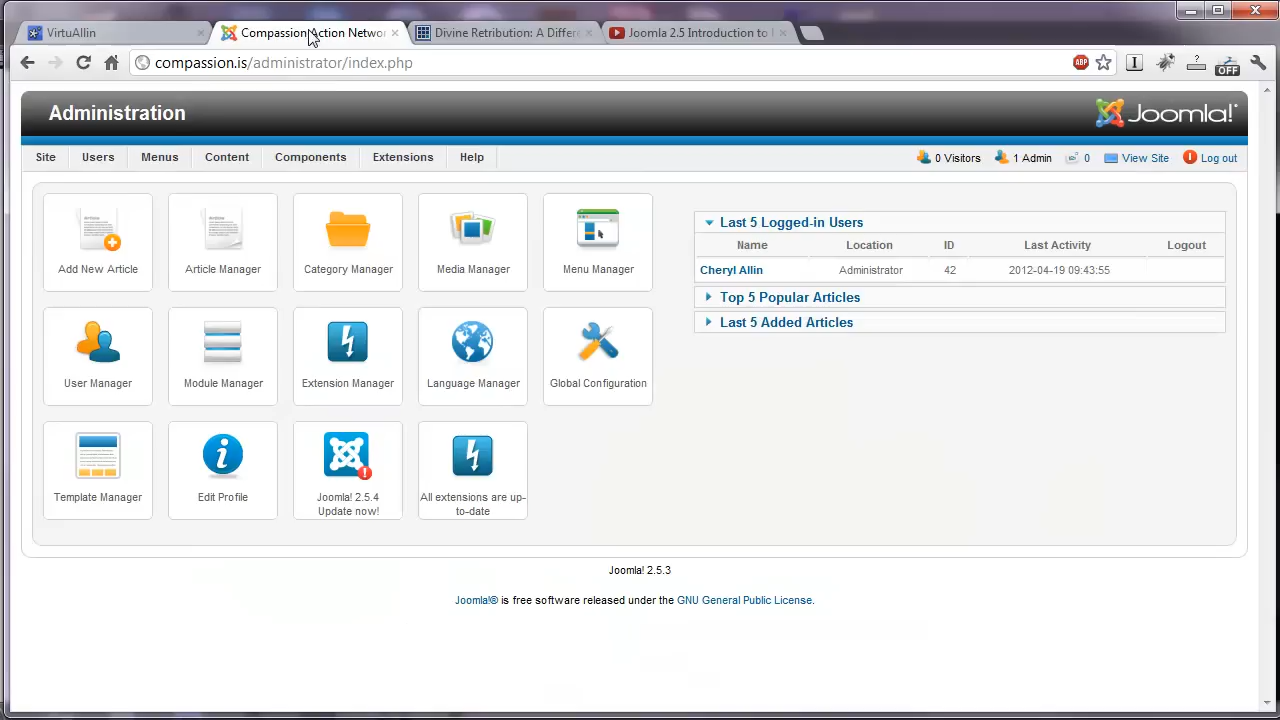 VirtuAllin
Compassion Action Networ
Divine Retribution: A Differ
Joomla 2.5 Introduction to
compassion.is/administrator/index.php
ABP
I
?
OFF
Administration
Joomla!
Site
Users
Menus
Content
Components
Extensions
Help
0 Visitors
1 Admin
0
View Site
Log out
Add New Article
Article Manager
Category Manager
Media Manager
Menu Manager
User Manager
Module Manager
Extension Manager
Language Manager
Global Configuration
Template Manager
Edit Profile
Joomla! 2.5.4
Update now!
All extensions are up-
to-date
Last 5 Logged-in Users
Name Location ID Last Activity Logout
Cheryl Allin Administrator 42 2012-04-19 09:43:55
Top 5 Popular Articles
Last 5 Added Articles
Joomla! 2.5.3
Joomla!® is free software released under the GNU General Public License.